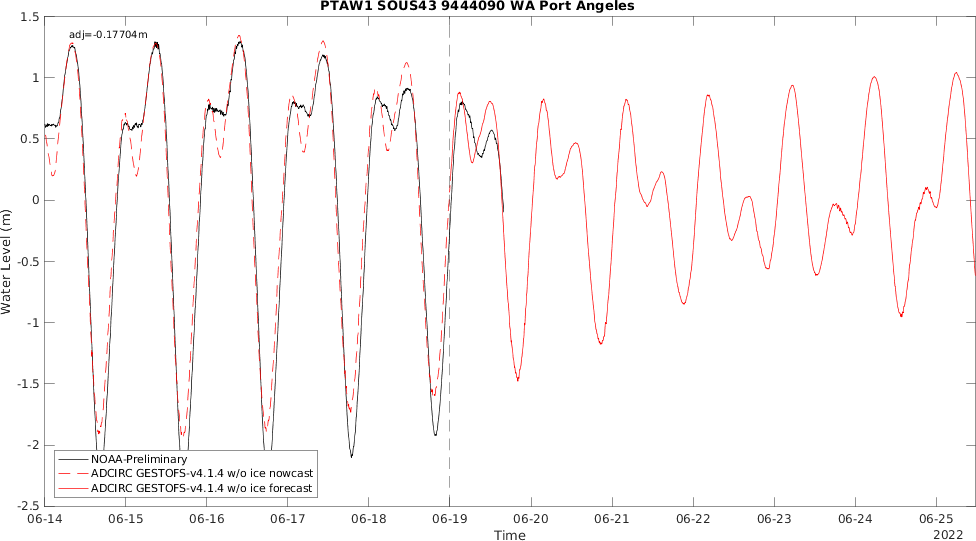 PTAW1 SOUS43 9444090 WA Port Angeles
adj=-0.17704m
1.5
1
0.5
0
-0.5
-1
-1.5
-2
-2.5
Water Level (m)
NOAA-Preliminary
ADCIRC GESTOFS-v4.1.4 w/o ice nowcast
ADCIRC GESTOFS-v4.1.4 w/o ice forecast
06-14 06-15 06-16 06-17 06-18 06-19 06-20 06-21 06-22 06-23 06-24 06-25
Time
2022